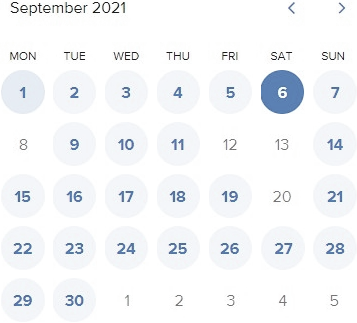 September 2021
MON TUE WED THU FRI SAT SUN
1 2 3 4 5 6 7
8 9 10 11 12 13 14
15 16 17 18 19 20 21
22 23 24 25 26 27 28
29 30 1 2 3 4 5